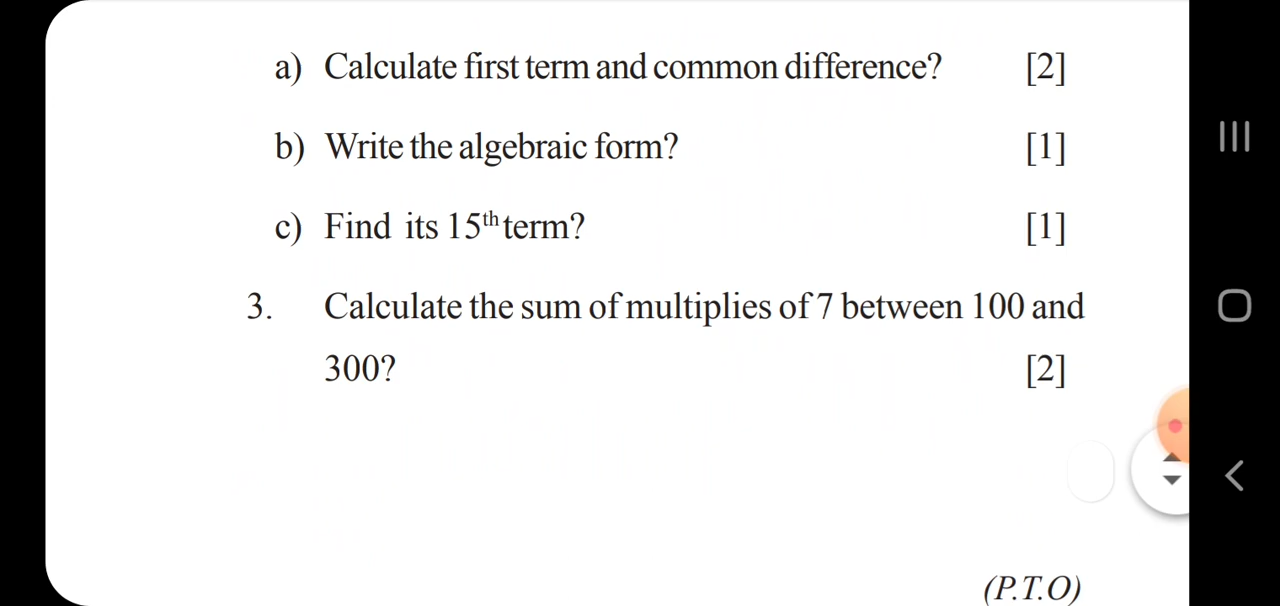 a) Calculate first term and common difference? [2]
b) Write the algebraic form? [1]
c) Find its 15th term? [1]
3. Calculate the sum of multiplies of 7 between 100 and
300? [2]
(P.T.O)